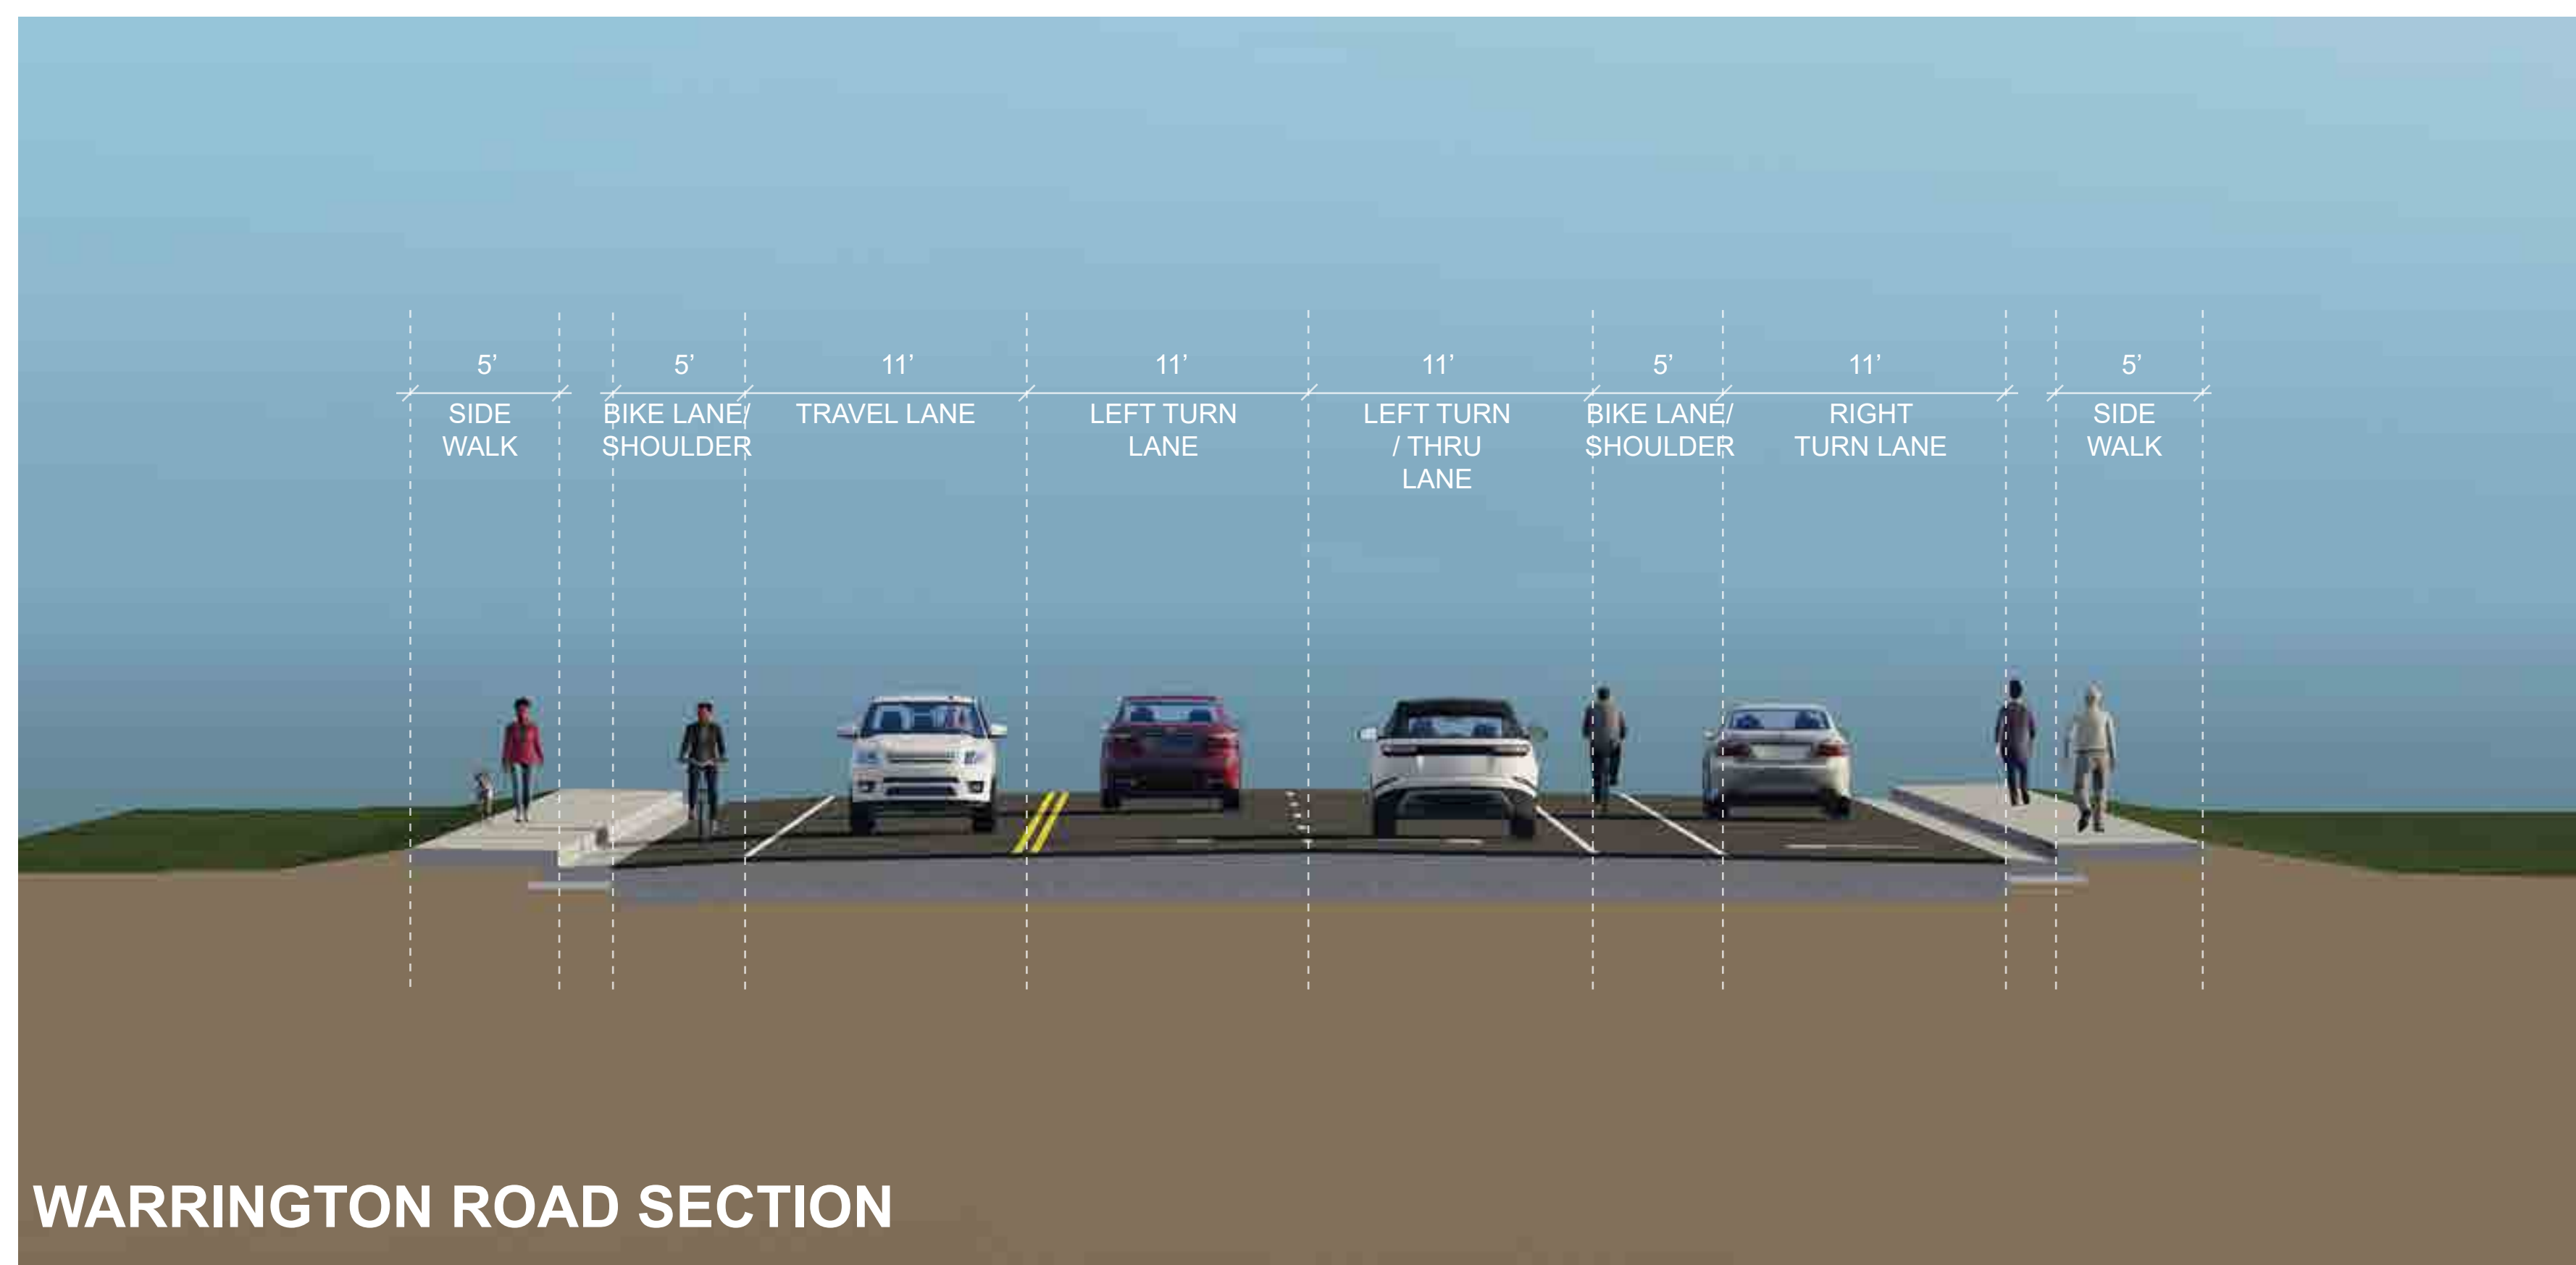 5’
5’
11’
11’
11’
5’
11’
5’
SIDE
WALK
BIKE LANE/
SHOULDER
TRAVEL LANE
LEFT TURN
LANE
LEFT TURN
/ THRU
LANE
BIKE LANE/
SHOULDER
RIGHT
TURN LANE
SIDE
WALK
WARRINGTON ROAD SECTION